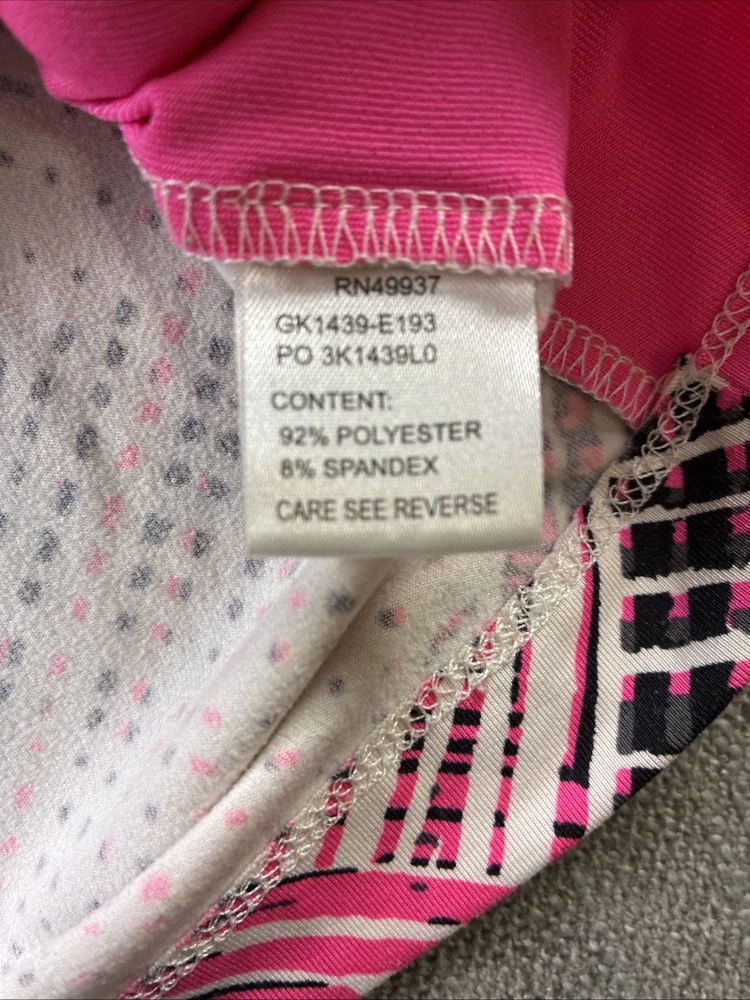 RN49937
GK1439-E193
PO 3K1439L0
CONTENT:
92% POLYESTER
8% SPANDEX
CARE SEE REVERSE